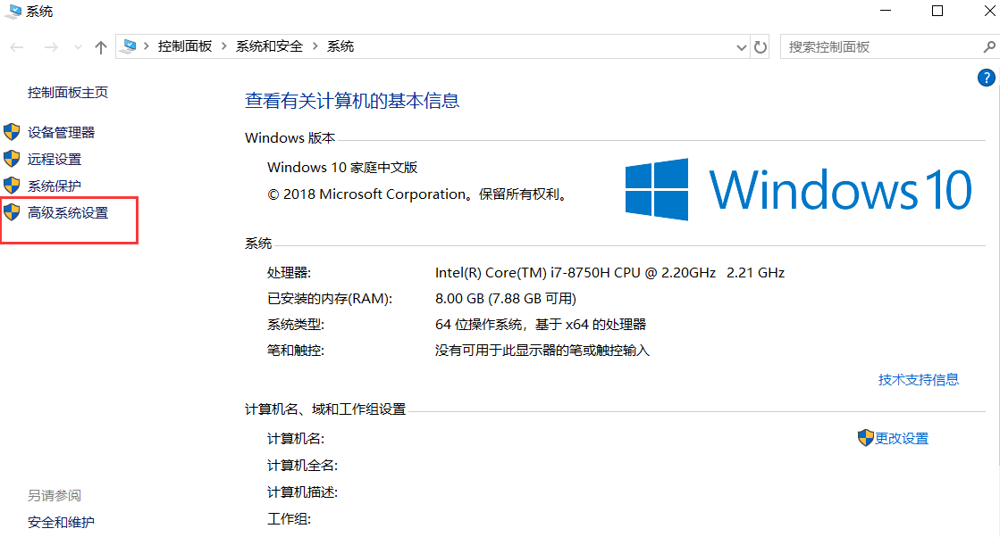 系统
控制面板 > 系统和安全 > 系统
搜索控制面板
?
控制面板主页
设备管理器
远程设置
系统保护
高级系统设置
另请参阅
安全和维护
查看有关计算机的基本信息
Windows 版本
Windows 10 家庭中文版
© 2018 Microsoft Corporation。保留所有权利。
Windows 10
系统
处理器: Intel(R) Core(TM) i7-8750H CPU @ 2.20GHz 2.21 GHz
已安装的内存(RAM): 8.00 GB (7.88 GB 可用)
系统类型: 64 位操作系统，基于 x64 的处理器
笔和触控: 没有可用于此显示器的笔或触控输入
技术支持信息
计算机名、域和工作组设置
计算机名:
更改设置
计算机全名:
计算机描述:
工作组: